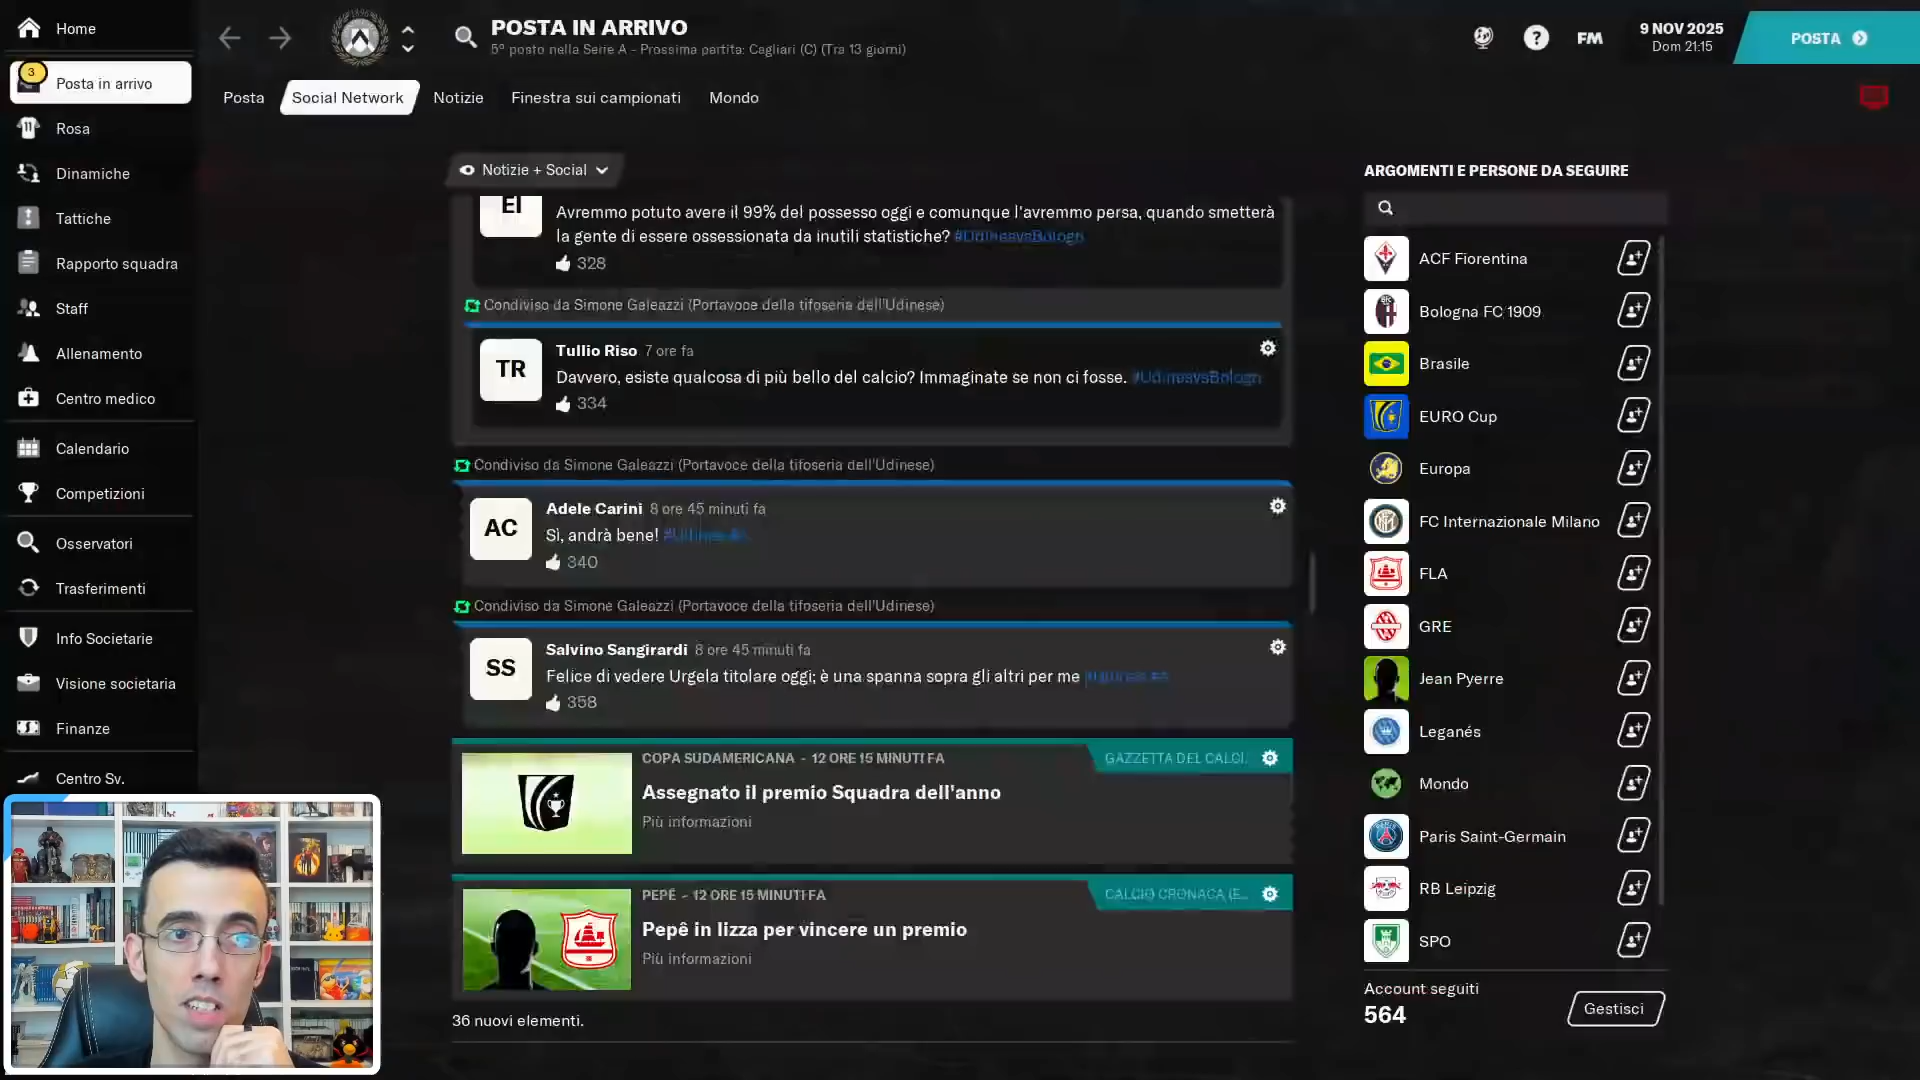 Home
3
Posta in arrivo
Rosa
Dinamiche
Tattiche
Rapporto squadra
Staff
Allenamento
Centro medico
Calendario
Competizioni
Osservatori
Trasferimenti
Info Societarie
Visione societaria
Finanze
Centro Sv.
POSTA IN ARRIVO
5° posto nella Serie A - Prossima partita: Cagliari (C) (Tra 13 giorni)
FM
9 NOV 2025
Dom 21:15
POSTA
Posta
Social Network
Notizie
Finestra sui campionati
Mondo
Notizie + Social
EI
Avremmo potuto avere il 99% del possesso oggi e comunque l'avremmo persa, quando smetterà
la gente di essere ossessionata da inutili statistiche? #UdinesvsBologn
328
Condiviso da Simone Galeazzi (Portavoce della tifoseria dell'Udinese)
TR
Tullio Riso 7 ore fa
Davvero, esiste qualcosa di più bello del calcio? Immaginate se non ci fosse. #UdinesvsBologn
334
Condiviso da Simone Galeazzi (Portavoce della tifoseria dell'Udinese)
AC
Adele Carini 8 ore 45 minuti fa
Sì, andrà bene!
340
Condiviso da Simone Galeazzi (Portavoce della tifoseria dell'Udinese)
SS
Salvino Sangirardi 8 ore 45 minuti fa
Felice di vedere Urgela titolare oggi; è una spanna sopra gli altri per me
358
COPA SUDAMERICANA - 12 ORE 15 MINUTI FA
GAZZETTA DEL CALCI...
Assegnato il premio Squadra dell'anno
Più informazioni
PEPÊ - 12 ORE 15 MINUTI FA
CALCIO CRONACA (E...
Pepê in lizza per vincere un premio
Più informazioni
36 nuovi elementi.
ARGOMENTI E PERSONE DA SEGUIRE
ACF Fiorentina
Bologna FC 1909
Brasile
EURO Cup
Europa
FC Internazionale Milano
FLA
GRE
Jean Pyerre
Leganés
Mondo
Paris Saint-Germain
RB Leipzig
SPO
Account seguiti
564
Gestisci